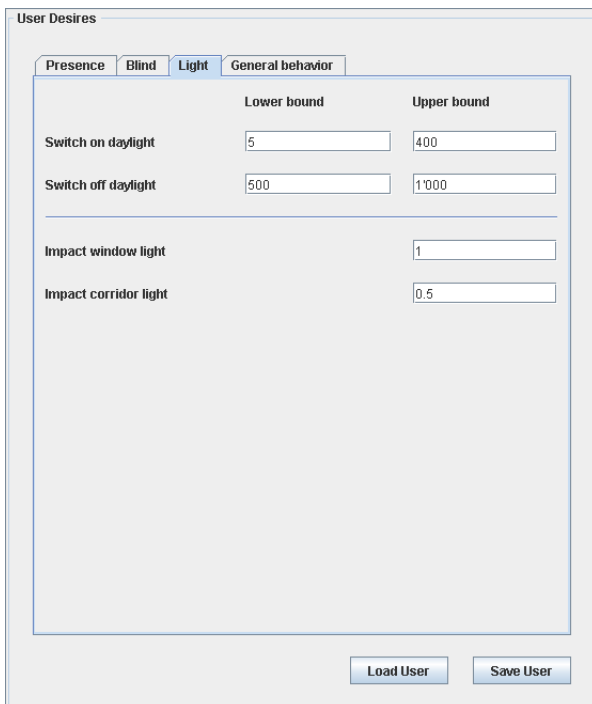 User Desires
Presence Blind Light General behavior
Lower bound Upper bound
Switch on daylight 5 400
Switch off daylight 500 1'000
Impact window light 1
Impact corridor light 0.5
Load User Save User